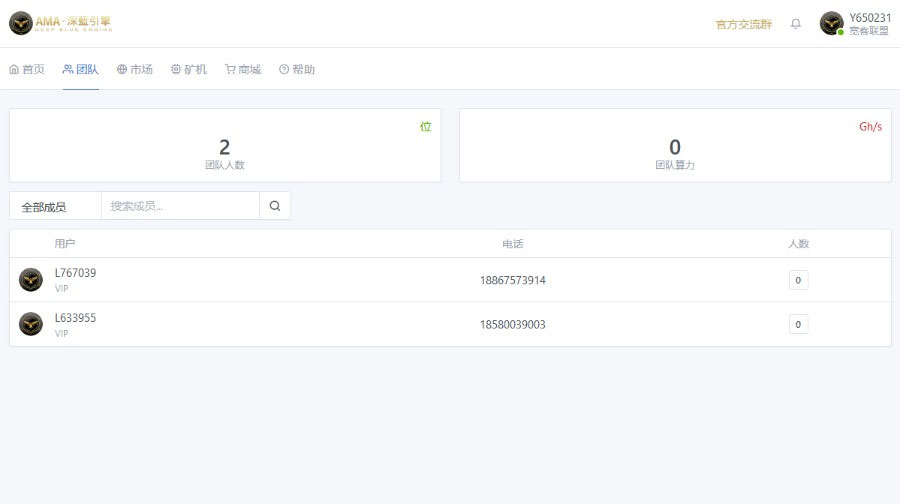 AMA·深藍引擎
DEEP BLUE ENGINE
官方交流群
Y650231
宽客联盟
首页 团队 市场 矿机 商城 帮助
位
2
团队人数
Gh/s
0
团队算力
全部成员 搜索成员...
用户 电话 人数
L767039
VIP
18867573914
0
L633955
VIP
18580039003
0